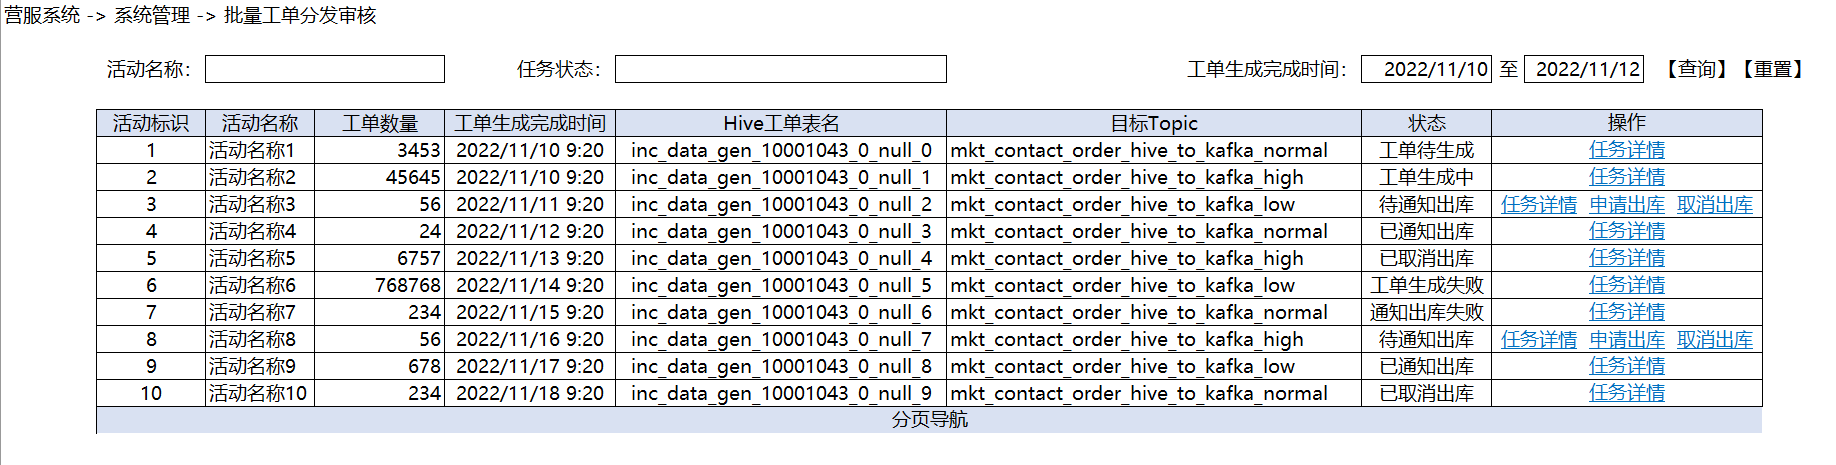 营服系统 -> 系统管理 -> 批量工单分发审核
活动名称： 任务状态： 工单生成完成时间： 2022/11/10 至 2022/11/12 【查询】【重置】
活动标识 活动名称 工单数量 工单生成完成时间 Hive工单表名 目标Topic 状态 操作
1 活动名称1 3453 2022/11/10 9:20 inc_data_gen_10001043_0_null_0 mkt_contact_order_hive_to_kafka_normal 工单待生成 任务详情
2 活动名称2 45645 2022/11/10 9:20 inc_data_gen_10001043_0_null_1 mkt_contact_order_hive_to_kafka_high 工单生成中 任务详情
3 活动名称3 56 2022/11/11 9:20 inc_data_gen_10001043_0_null_2 mkt_contact_order_hive_to_kafka_low 待通知出库 任务详情 申请出库 取消出库
4 活动名称4 24 2022/11/12 9:20 inc_data_gen_10001043_0_null_3 mkt_contact_order_hive_to_kafka_normal 已通知出库 任务详情
5 活动名称5 6757 2022/11/13 9:20 inc_data_gen_10001043_0_null_4 mkt_contact_order_hive_to_kafka_high 已取消出库 任务详情
6 活动名称6 768768 2022/11/14 9:20 inc_data_gen_10001043_0_null_5 mkt_contact_order_hive_to_kafka_low 工单生成失败 任务详情
7 活动名称7 234 2022/11/15 9:20 inc_data_gen_10001043_0_null_6 mkt_contact_order_hive_to_kafka_normal 通知出库失败 任务详情
8 活动名称8 56 2022/11/16 9:20 inc_data_gen_10001043_0_null_7 mkt_contact_order_hive_to_kafka_high 待通知出库 任务详情 申请出库 取消出库
9 活动名称9 678 2022/11/17 9:20 inc_data_gen_10001043_0_null_8 mkt_contact_order_hive_to_kafka_low 已通知出库 任务详情
10 活动名称10 234 2022/11/18 9:20 inc_data_gen_10001043_0_null_9 mkt_contact_order_hive_to_kafka_normal 已取消出库 任务详情
分页导航